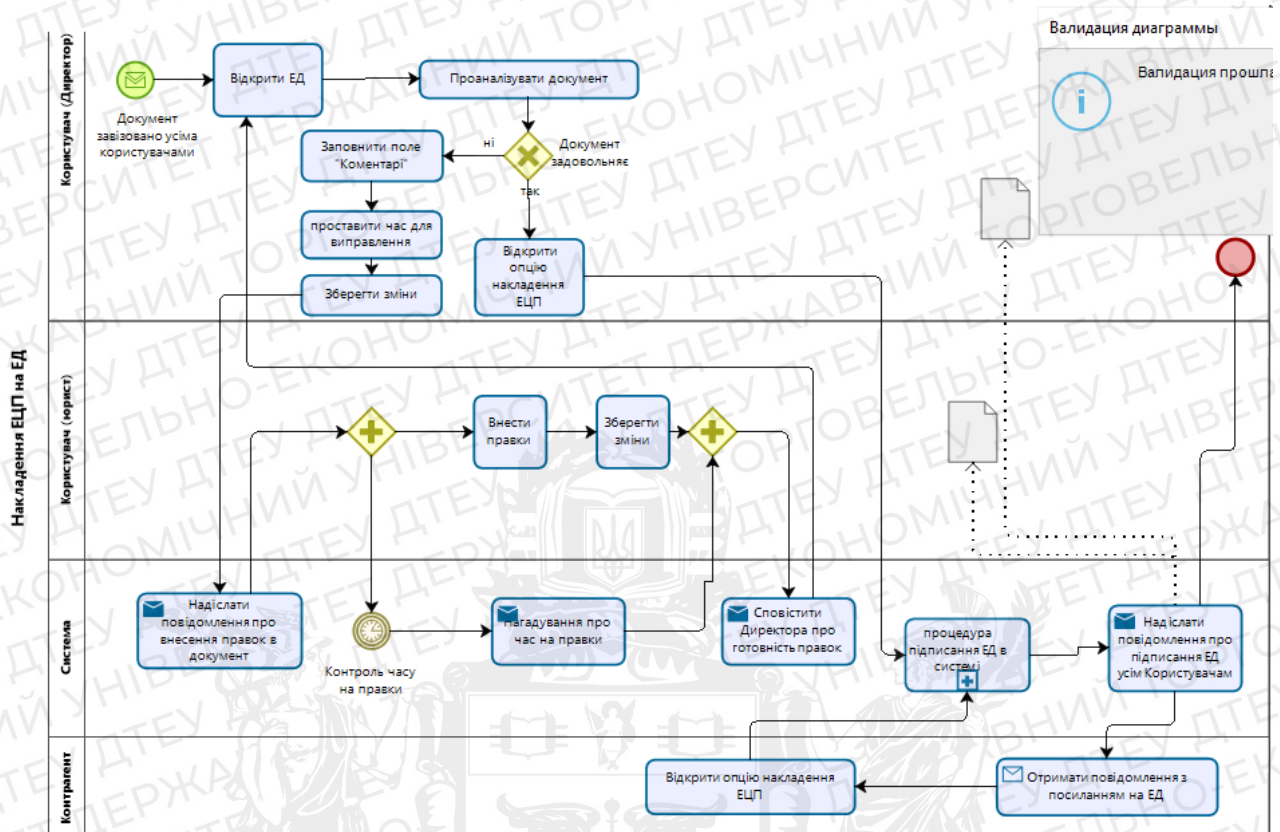 Валидация диаграммы
Валидация прошла
Накладення ЕЦП на ЕД
Користувач (Директор)
Документ
завізовано усіма
користувачами
Відкрити ЕД
Проаналізувати документ
Документ
задовольняє
ні
так
Заповнити поле
"Коментарі"
проставити час для
виправлення
Зберегти зміни
Відкрити
опцію
накладення
ЕЦП
Користувач (юрист)
Внести
правки
Зберегти
зміни
Система
Надіслати
повідомлення про
внесення правок в
документ
Контроль часу
на правки
Нагадування про
час на правки
Сповістити
Директора про
готовність правок
процедура
підписання ЕД в
системі
Надіслати
повідомлення про
підписання ЕД
усім Користувачам
Контрагент
Відкрити опцію накладення
ЕЦП
Отримати повідомлення з
посиланням на ЕД